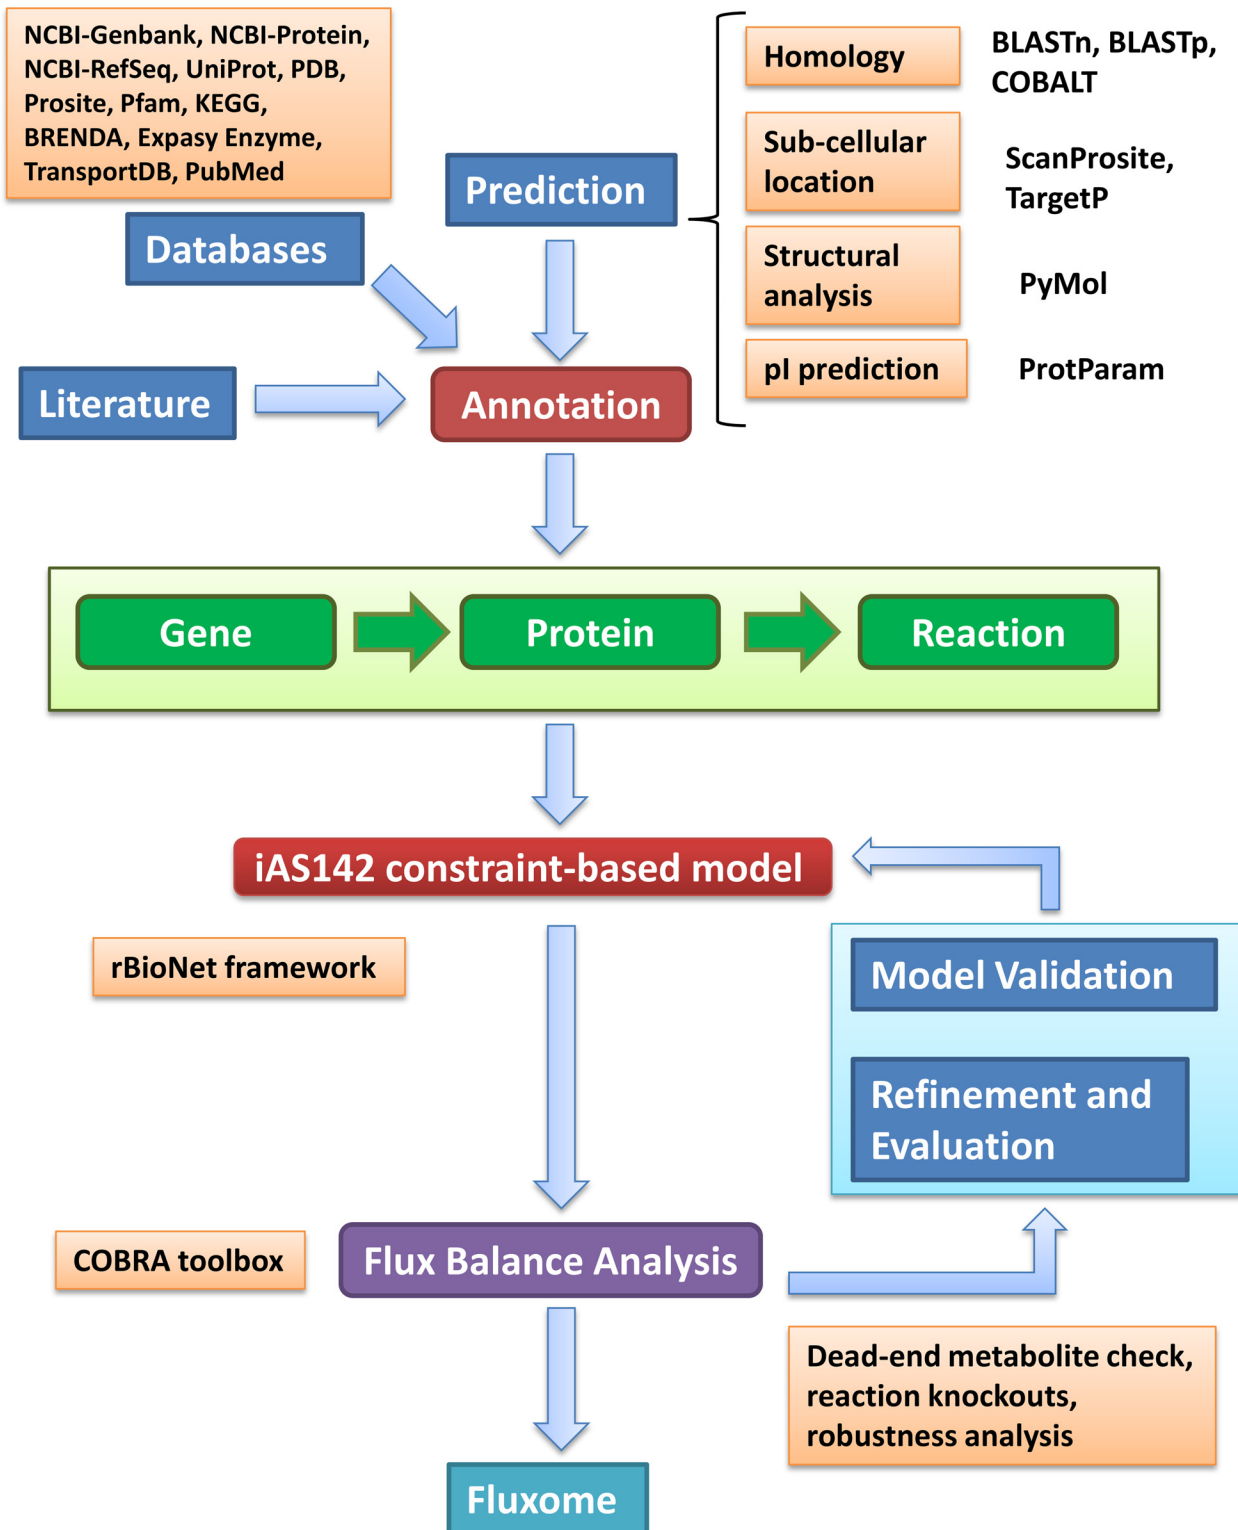 NCBI-Genbank, NCBI-Protein,
NCBI-RefSeq, UniProt, PDB,
Prosite, Pfam, KEGG,
BRENDA, Expasy Enzyme,
TransportDB, PubMed
Databases
Literature
Prediction
Homology
BLASTn, BLASTp,
COBALT
Sub-cellular
location
ScanProsite,
TargetP
Structural
analysis
PyMol
pI prediction
ProtParam
Annotation
Gene
Protein
Reaction
iAS142 constraint-based model
rBioNet framework
Model Validation
Refinement and
Evaluation
COBRA toolbox
Flux Balance Analysis
Dead-end metabolite check,
reaction knockouts,
robustness analysis
Fluxome